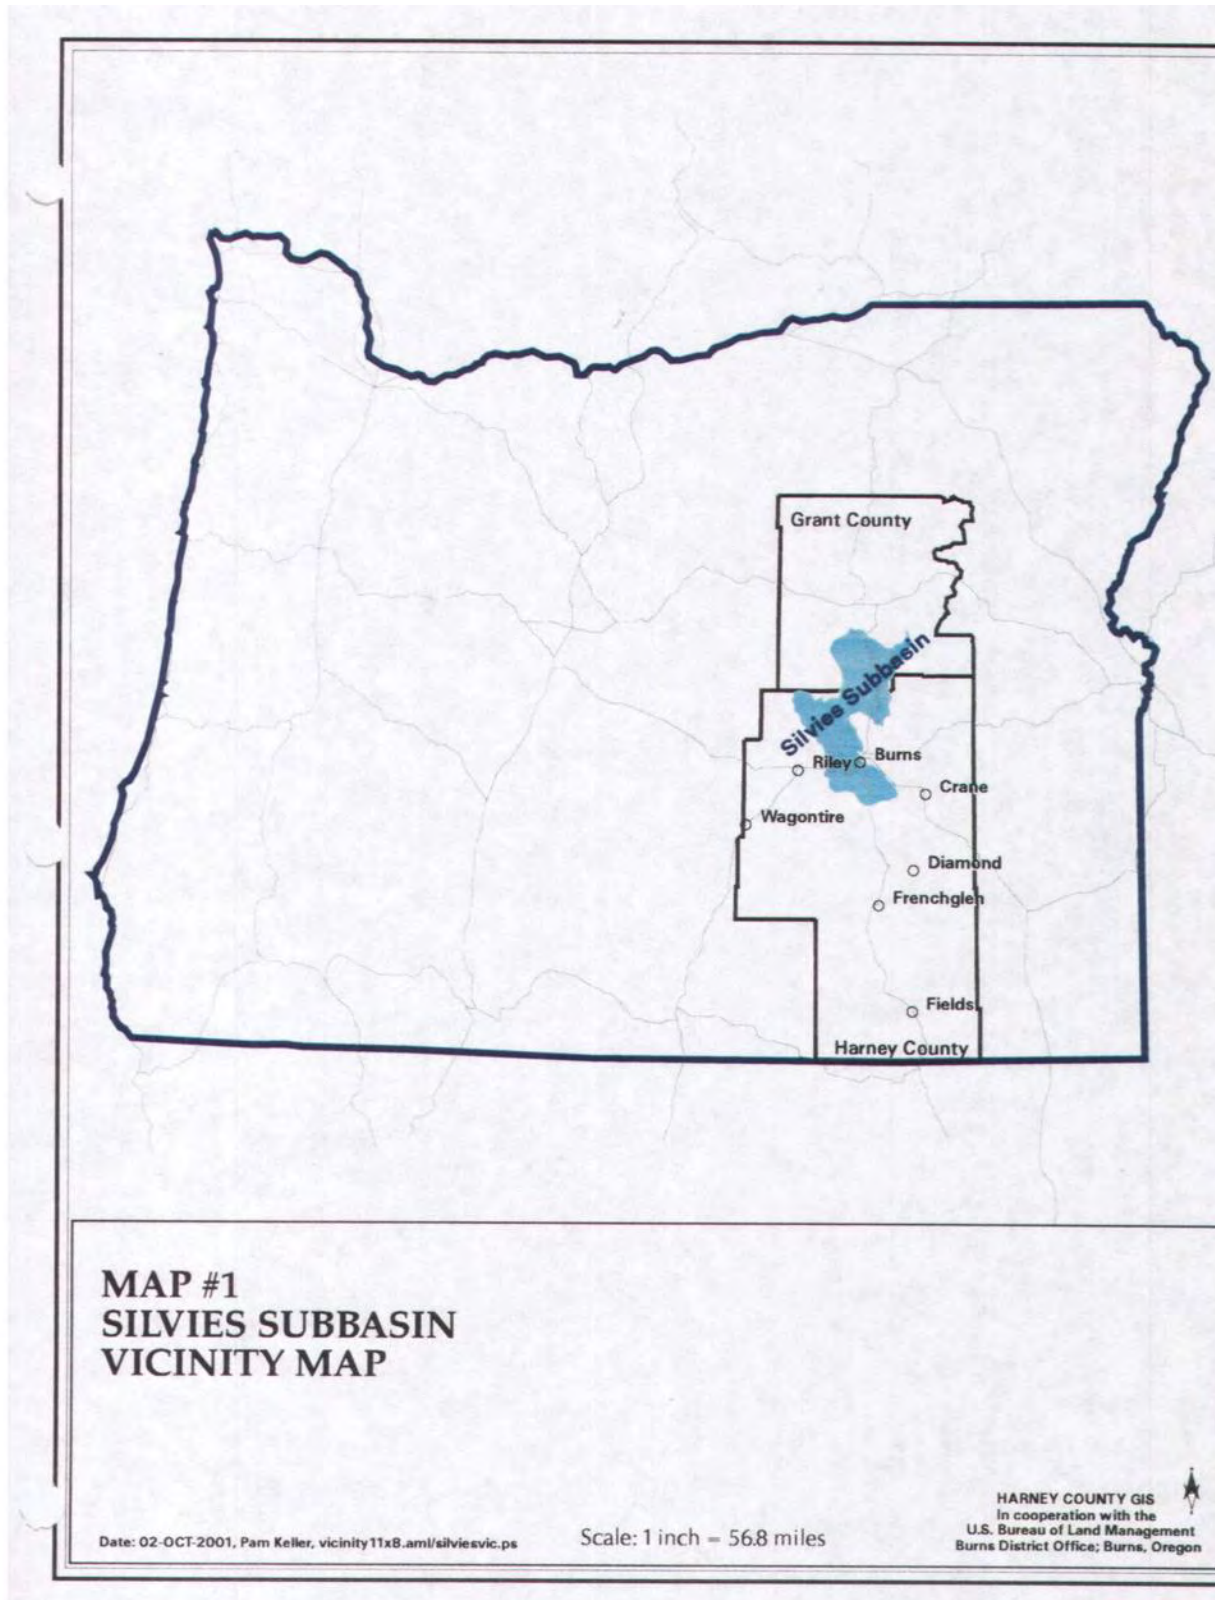 Grant County
Silvies Subbasin
Riley
Burns
Crane
Wagontire
Diamond
Frenchglen
Fields
Harney County
MAP #1
SILVIES SUBBASIN
VICINITY MAP
HARNEY COUNTY GIS
In cooperation with the
U.S. Bureau of Land Management
Burns District Office; Burns, Oregon
Date: 02-OCT-2001, Pam Keller, vicinity11x8.aml/silviesvic.ps
Scale: 1 inch = 56.8 miles